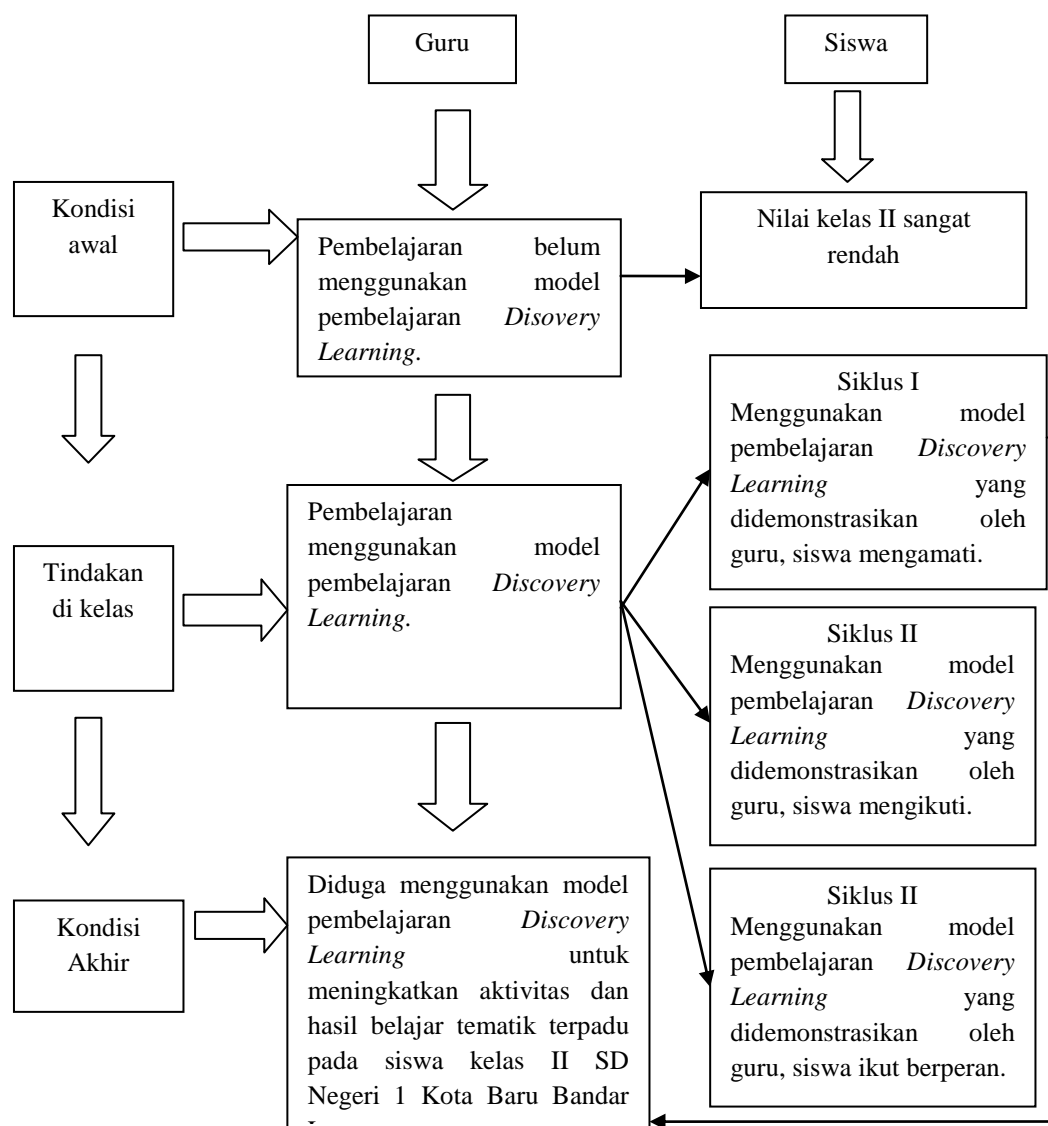 Guru
Siswa
Kondisi
awal
Pembelajaran belum
menggunakan model
pembelajaran Disovery
Learning.
Nilai kelas II sangat
rendah
Siklus I
Menggunakan model
pembelajaran Discovery
Learning yang
didemonstrasikan oleh
guru, siswa mengamati.
Tindakan
di kelas
Pembelajaran
menggunakan model
pembelajaran Discovery
Learning.
Siklus II
Menggunakan model
pembelajaran Discovery
Learning yang
didemonstrasikan oleh
guru, siswa mengikuti.
Kondisi
Akhir
Diduga menggunakan model
pembelajaran Discovery
Learning untuk
meningkatkan aktivitas dan
hasil belajar tematik terpadu
pada siswa kelas II SD
Negeri 1 Kota Baru Bandar
Siklus II
Menggunakan model
pembelajaran Discovery
Learning yang
didemonstrasikan oleh
guru, siswa ikut berperan.